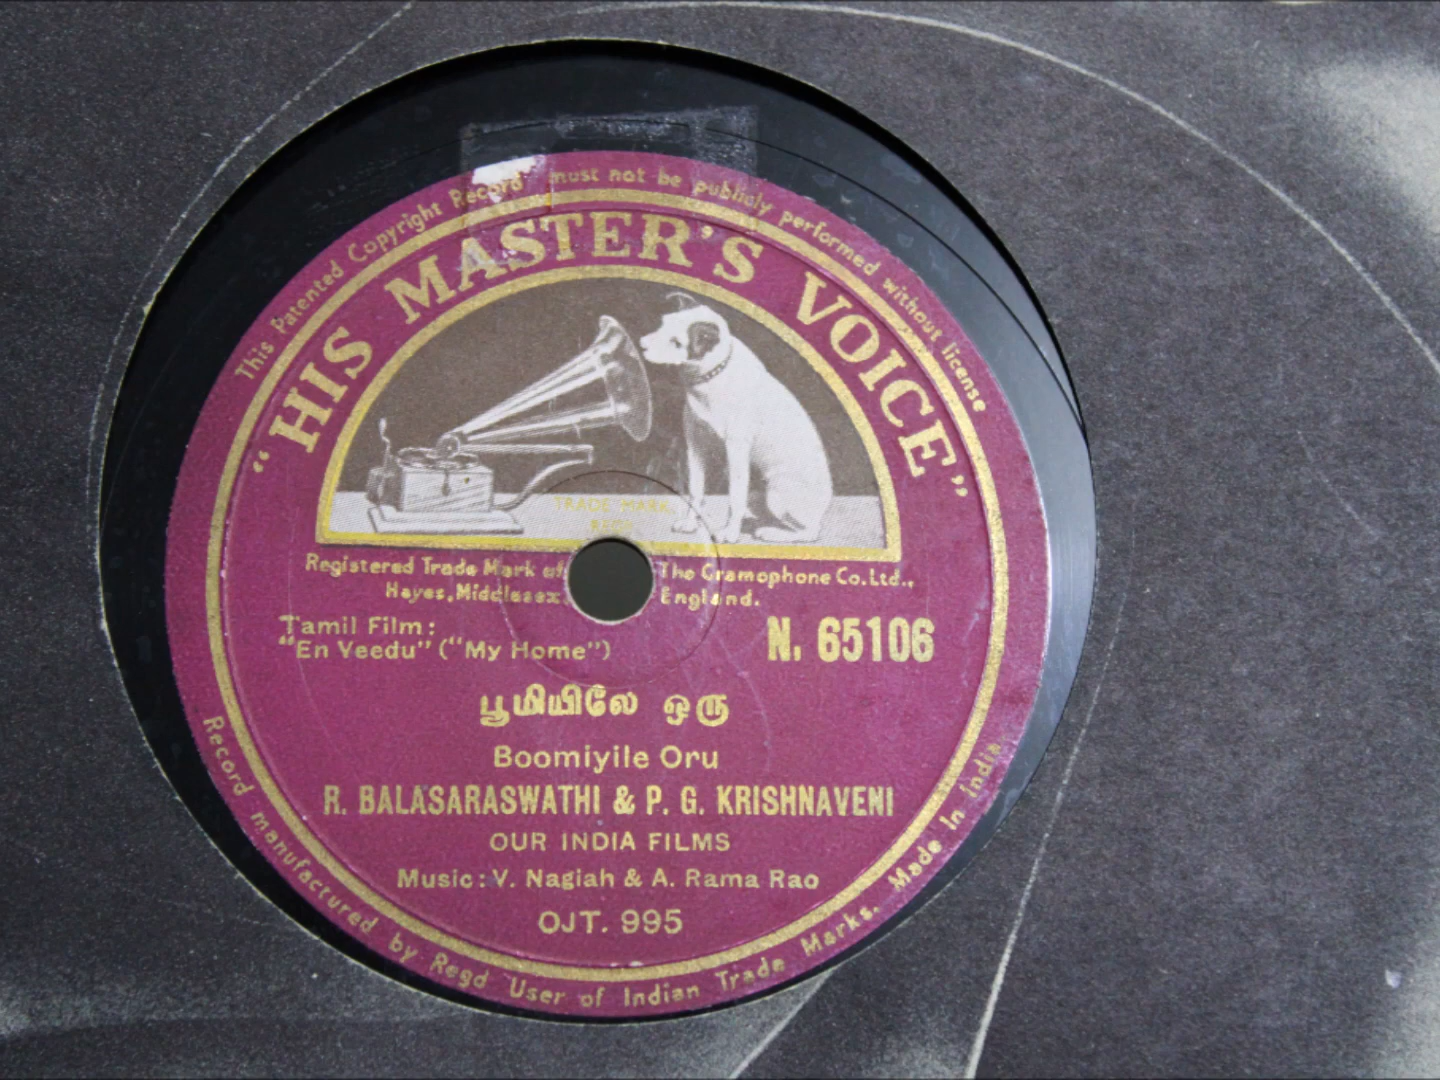 This Patented Copyright Record must not be publicly performed without license
“HIS MASTER'S VOICE”
TRADE MARK.
REGD.
Registered Trade Mark of The Gramophone Co.Ltd.,
Hayes, Middlesex, England.
Tamil Film:
“En Veedu” (“My Home”)
N. 65106
பூமியிலே ஒரு
Boomiyile Oru
R. BALASARASWATHI & P. G. KRISHNAVENI
OUR INDIA FILMS
Music: V. Nagiah & A. Rama Rao
OJT. 995
Record manufactured by Regd User of Indian Trade Marks. Made in India